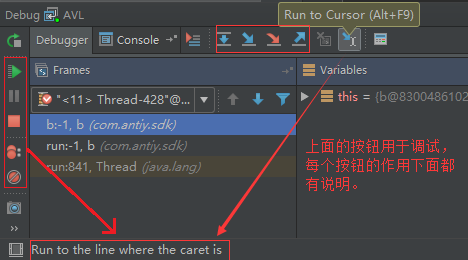 Debug AVL
Run to Cursor (Alt+F9)
Debugger Console
Frames
Variables
"<11> Thread-428"@...
this = {b@8300486102
b:-1, b (com.antiy.sdk)
run:-1, b (com.antiy.sdk)
run:841, Thread (java.lang)
上面的按钮用于调试，
每个按钮的作用下面都
有说明。
Run to the line where the caret is